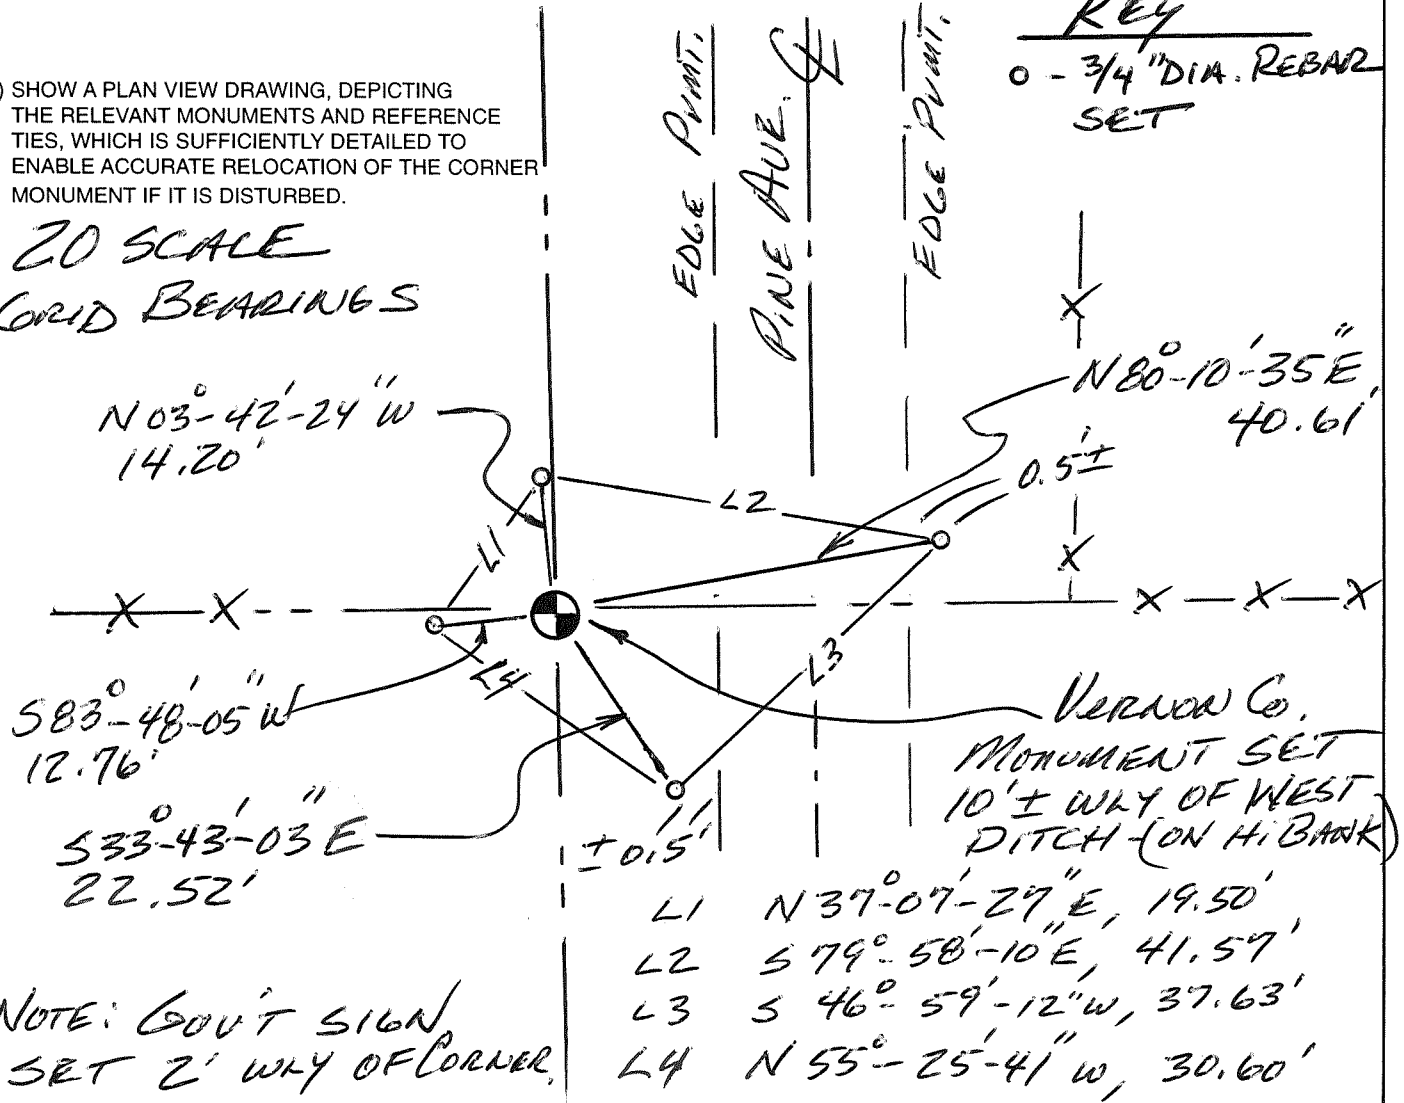 KEY
o - 3/4" DIA. REBAR
SET
) SHOW A PLAN VIEW DRAWING, DEPICTING
THE RELEVANT MONUMENTS AND REFERENCE
TIES, WHICH IS SUFFICIENTLY DETAILED TO
ENABLE ACCURATE RELOCATION OF THE CORNER
MONUMENT IF IT IS DISTURBED.
20 SCALE
GRID BEARINGS
EDGE PVMT.
PINE AVE. ℄
EDGE PVMT.
N 03°-42'-24" W
14.20'
N 80°-10'-35" E,
40.61'
0.5'±
L2
L1
L3
L4
S 83°-48'-05" W
12.76'
S 33°-43'-03" E
22.52'
±0.5'
VERNON CO.
MONUMENT SET
10'± WLY OF WEST
DITCH - (ON HI BANK)
L1 N 37°-07'-27" E, 19.50'
L2 S 79°-58'-10" E, 41.57'
L3 S 46°-59'-12" W, 37.63'
L4 N 55°-25'-41" W, 30.60'
NOTE: GOV'T SIGN
SET 2' WLY OF CORNER.